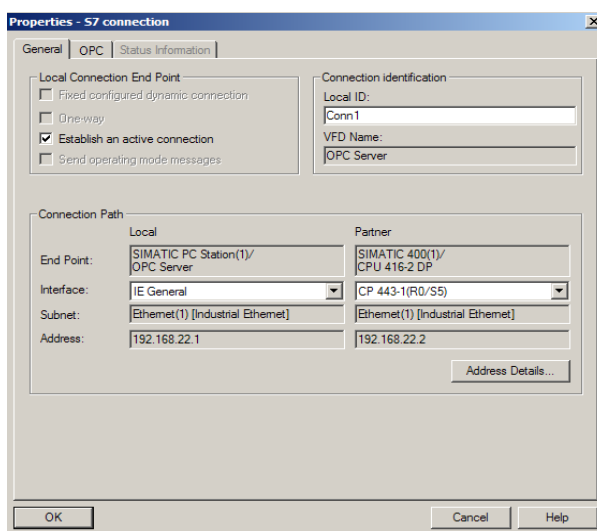 Properties - S7 connection
General OPC Status Information
Local Connection End Point
Fixed configured dynamic connection
One-way
Establish an active connection
Send operating mode messages
Connection identification
Local ID:
Conn1
VFD Name:
OPC Server
Connection Path
Local Partner
End Point: SIMATIC PC Station(1)/ SIMATIC 400(1)/
OPC Server CPU 416-2 DP
Interface: IE General CP 443-1(R0/S5)
Subnet: Ethernet(1) [Industrial Ethernet] Ethernet(1) [Industrial Ethernet]
Address: 192.168.22.1 192.168.22.2
Address Details...
OK Cancel Help